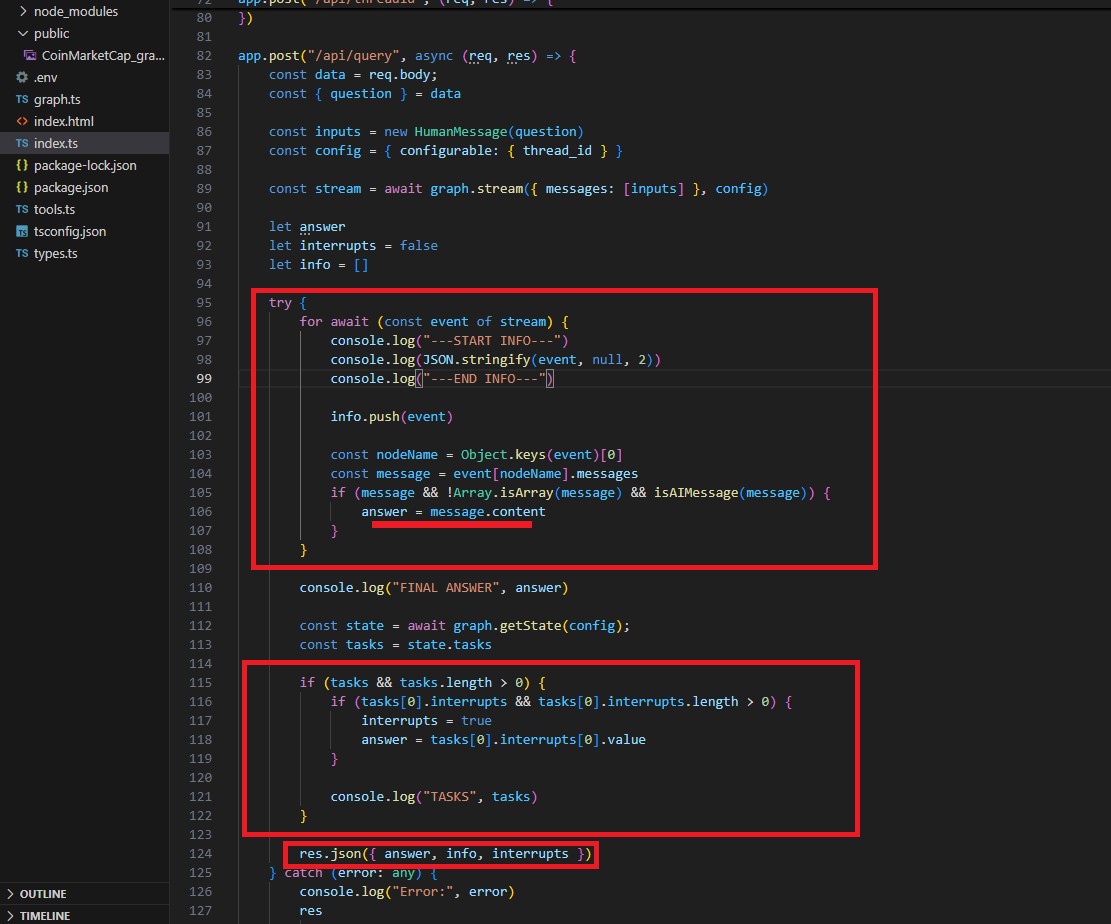 node_modules
public
CoinMarketCap_gra...
.env
TS graph.ts
<> index.html
TS index.ts
{} package-lock.json
{} package.json
TS tools.ts
TS tsconfig.json
TS types.ts
OUTLINE
TIMELINE
72 app.post("/api/threadId", (req, res) => {
80 })
81
82 app.post("/api/query", async (req, res) => {
83 const data = req.body;
84 const { question } = data
85
86 const inputs = new HumanMessage(question)
87 const config = { configurable: { thread_id } }
88
89 const stream = await graph.stream({ messages: [inputs] }, config)
90
91 let answer
92 let interrupts = false
93 let info = []
94
95 try {
96 for await (const event of stream) {
97 console.log("---START INFO---")
98 console.log(JSON.stringify(event, null, 2))
99 console.log("---END INFO---")
100
101 info.push(event)
102
103 const nodeName = Object.keys(event)[0]
104 const message = event[nodeName].messages
105 if (message && !Array.isArray(message) && isAIMessage(message)) {
106 answer = message.content
107 }
108 }
109
110 console.log("FINAL ANSWER", answer)
111
112 const state = await graph.getState(config);
113 const tasks = state.tasks
114
115 if (tasks && tasks.length > 0) {
116 if (tasks[0].interrupts && tasks[0].interrupts.length > 0) {
117 interrupts = true
118 answer = tasks[0].interrupts[0].value
119 }
120
121 console.log("TASKS", tasks)
122 }
123
124 res.json({ answer, info, interrupts })
125 } catch (error: any) {
126 console.log("Error:", error)
127 res